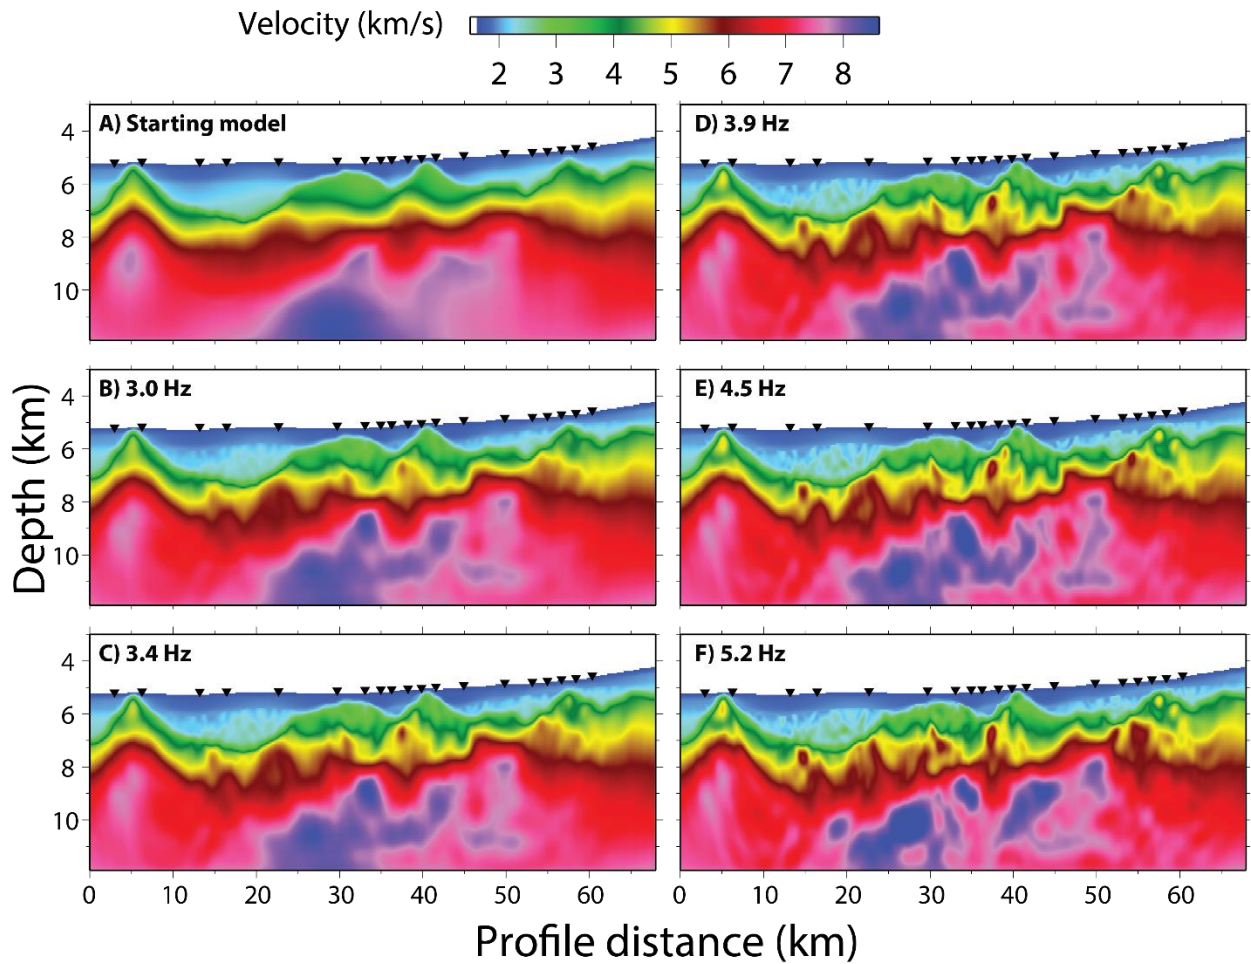 Velocity (km/s)
2 3 4 5 6 7 8
A) Starting model
4
6
8
10
D) 3.9 Hz
B) 3.0 Hz
4
6
8
10
E) 4.5 Hz
Depth (km)
C) 3.4 Hz
4
6
8
10
F) 5.2 Hz
0 10 20 30 40 50 60
0 10 20 30 40 50 60
Profile distance (km)